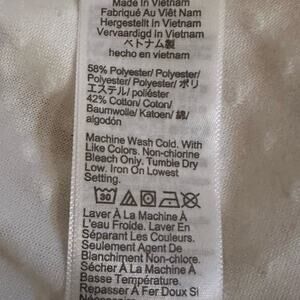 Made In Vietnam
Fabriqué Au Viêt Nam
Hergestellt In Vietnam
Vervaardigd In Vietnam
ベトナム製
hecho en vietnam
58% Polyester/ Polyester/
Polyester/ Polyester/ ポリ
エステル/ poliéster
42% Cotton/ Coton/
Baumwolle/ Katoen/ 綿/
algodón
Machine Wash Cold. With
Like Colors. Non-chlorine
Bleach Only. Tumble Dry
Low. Iron On Lowest
Setting.
30
Laver À La Machine À
L'eau Froide. Laver En
Séparant Les Couleurs.
Seulement Agent De
Blanchiment Non-chlore.
Sécher À La Machine À
Basse Température.
Repasser À Fer Doux Si